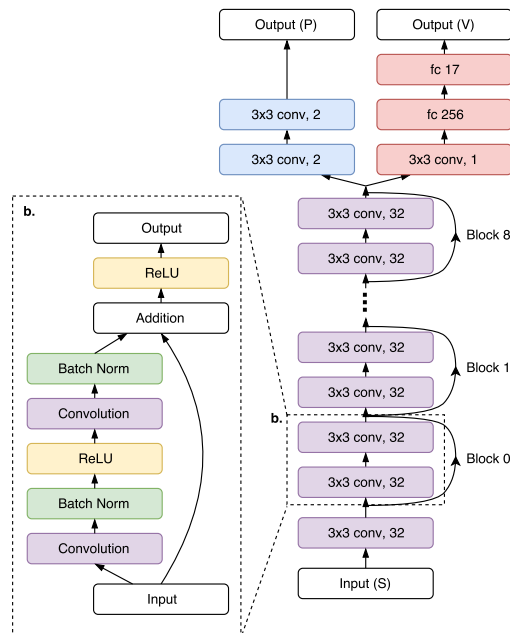 Output (P)
Output (V)
fc 17
3x3 conv, 2
fc 256
3x3 conv, 2
3x3 conv, 1
b.
3x3 conv, 32
Output
Block 8
3x3 conv, 32
ReLU
Addition
3x3 conv, 32
Batch Norm
Block 1
3x3 conv, 32
Convolution
b.
3x3 conv, 32
ReLU
Block 0
3x3 conv, 32
Batch Norm
3x3 conv, 32
Convolution
Input (S)
Input